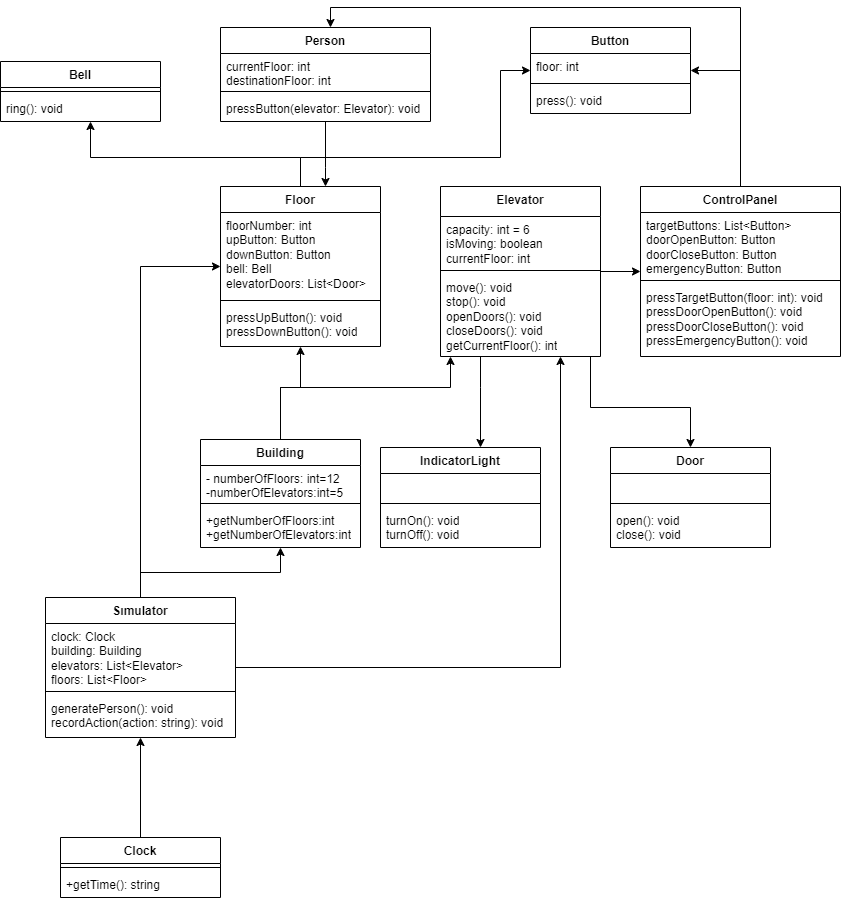 Person
currentFloor: int
destinationFloor: int
pressButton(elevator: Elevator): void
Button
floor: int
press(): void
Bell
ring(): void
Floor
floorNumber: int
upButton: Button
downButton: Button
bell: Bell
elevatorDoors: List<Door>
pressUpButton(): void
pressDownButton(): void
Elevator
capacity: int = 6
isMoving: boolean
currentFloor: int
move(): void
stop(): void
openDoors(): void
closeDoors(): void
getCurrentFloor(): int
ControlPanel
targetButtons: List<Button>
doorOpenButton: Button
doorCloseButton: Button
emergencyButton: Button
pressTargetButton(floor: int): void
pressDoorOpenButton(): void
pressDoorCloseButton(): void
pressEmergencyButton(): void
Building
- numberOfFloors: int=12
-numberOfElevators:int=5
+getNumberOfFloors:int
+getNumberOfElevators:int
IndicatorLight
turnOn(): void
turnOff(): void
Door
open(): void
close(): void
Simulator
clock: Clock
building: Building
elevators: List<Elevator>
floors: List<Floor>
generatePerson(): void
recordAction(action: string): void
Clock
+getTime(): string